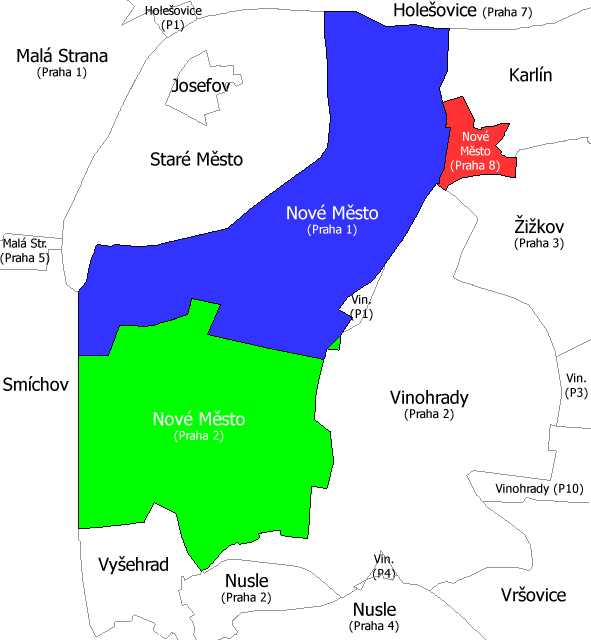 Holešovice
(P1)
Holešovice (Praha 7)
Malá Strana
(Praha 1)
Josefov
Karlín
Staré Město
Nové
Město
(Praha 8)
Nové Město
(Praha 1)
Žižkov
(Praha 3)
Malá Str.
(Praha 5)
Vin.
(P1)
Smíchov
Vinohrady
(Praha 2)
Vin.
(P3)
Nové Město
(Praha 2)
Vinohrady (P10)
Vyšehrad
Vin.
(P4)
Nusle
(Praha 2)
Vršovice
Nusle
(Praha 4)